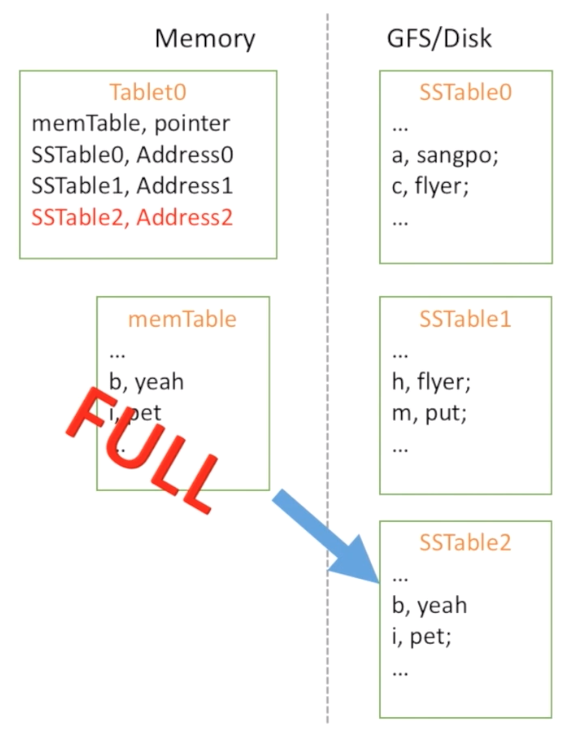 Memory
GFS/Disk
Tablet0
memTable, pointer
SSTable0, Address0
SSTable1, Address1
SSTable2, Address2
SSTable0
...
a, sangpo;
c, flyer;
...
memTable
...
b, yeah
i, pet
...
FULL
SSTable1
...
h, flyer;
m, put;
...
SSTable2
...
b, yeah
i, pet;
...